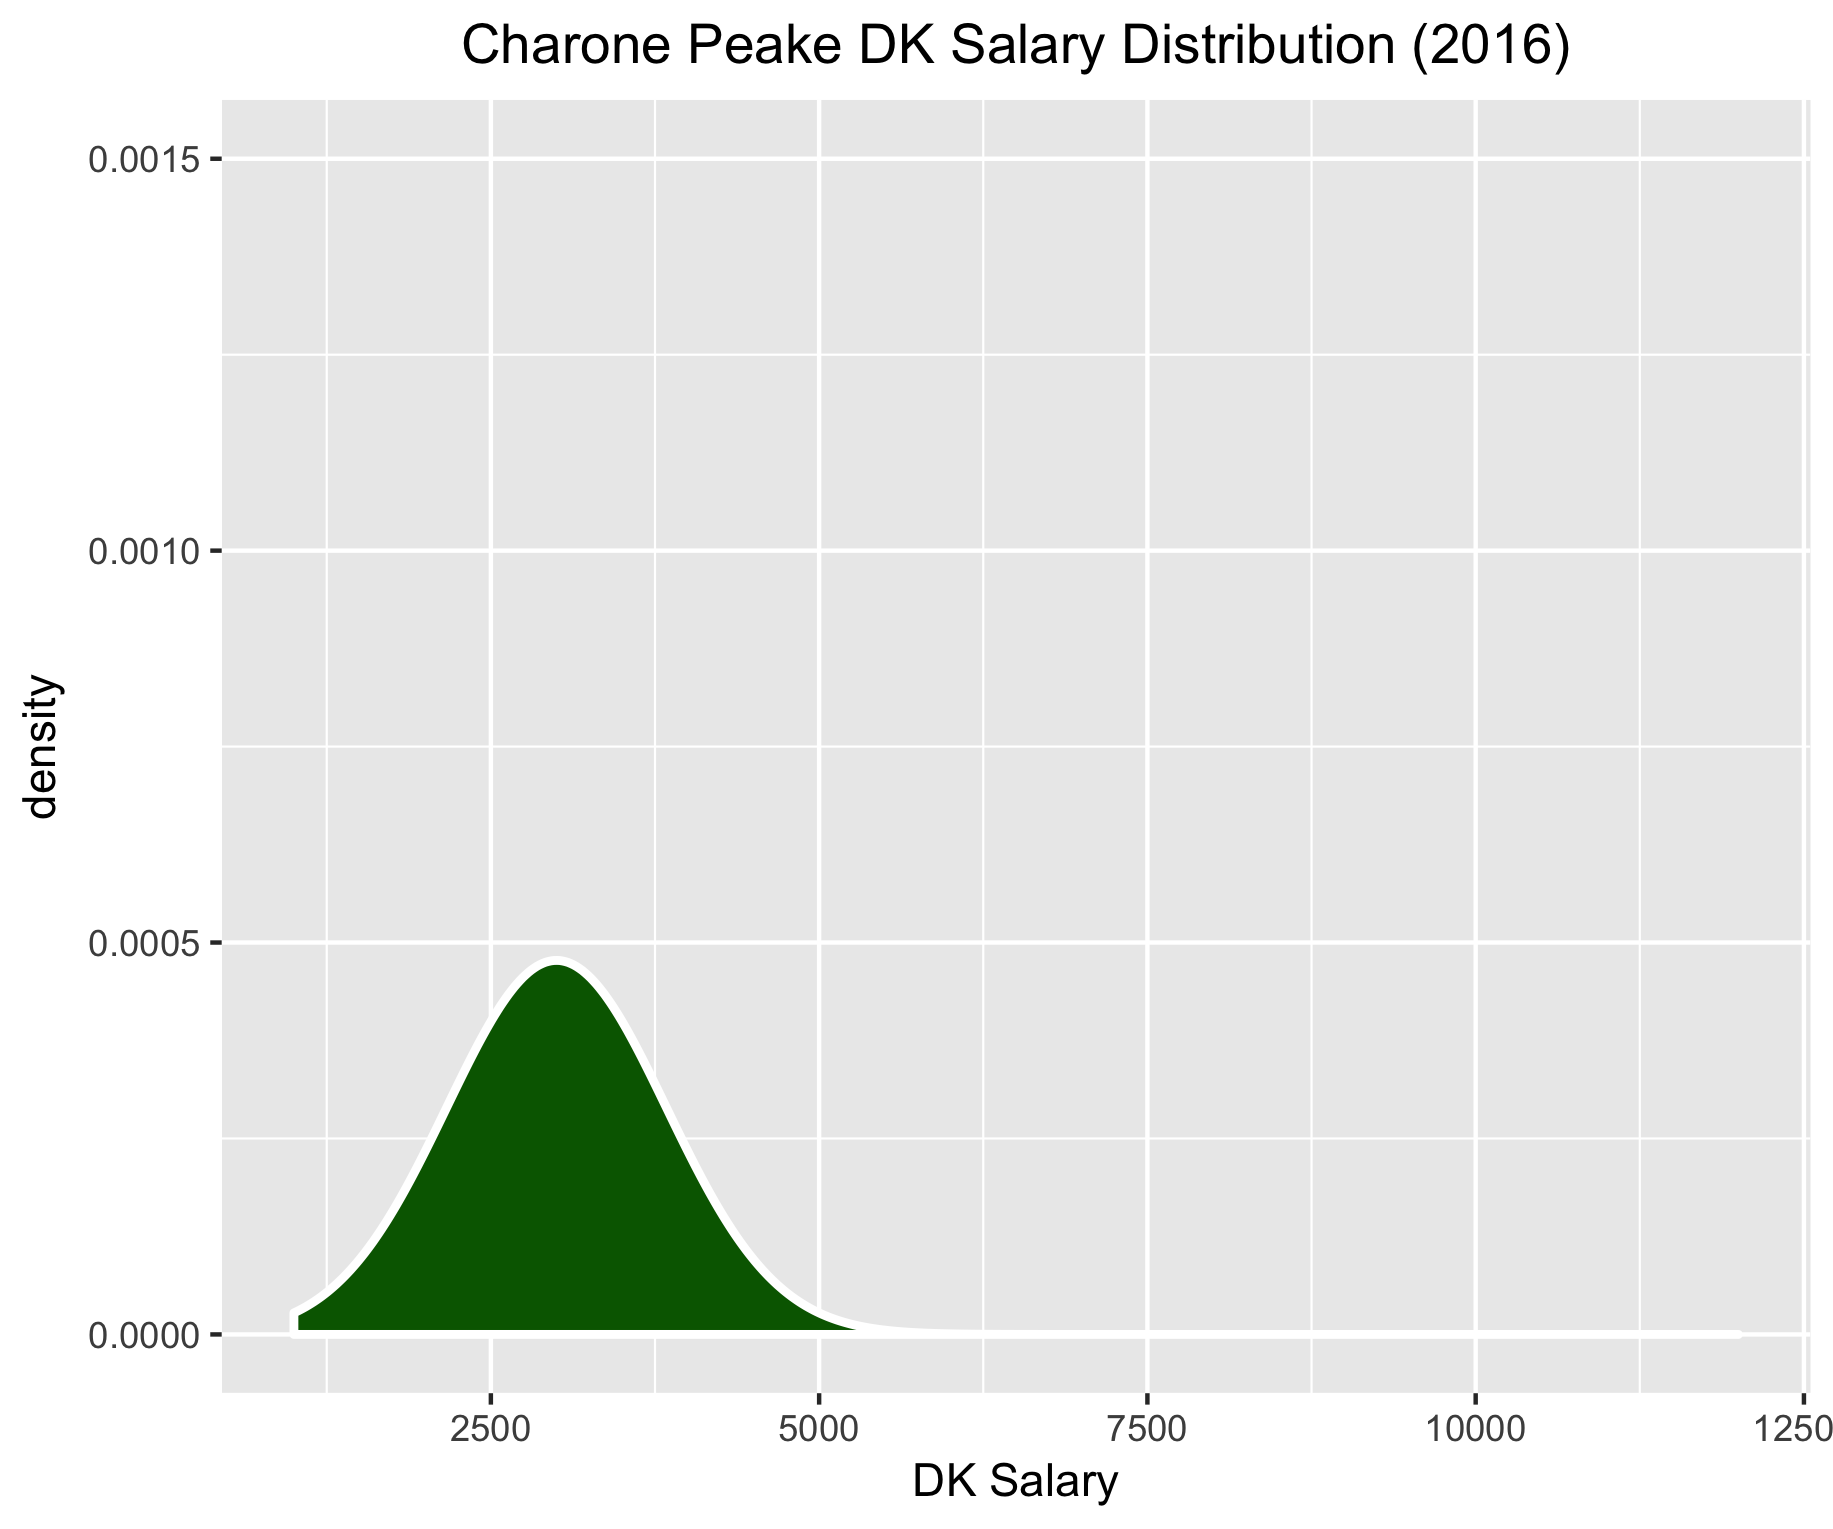 Charone Peake DK Salary Distribution (2016)
0.0015
0.0010
density
0.0005
0.0000
2500 5000 7500 10000 1250
DK Salary